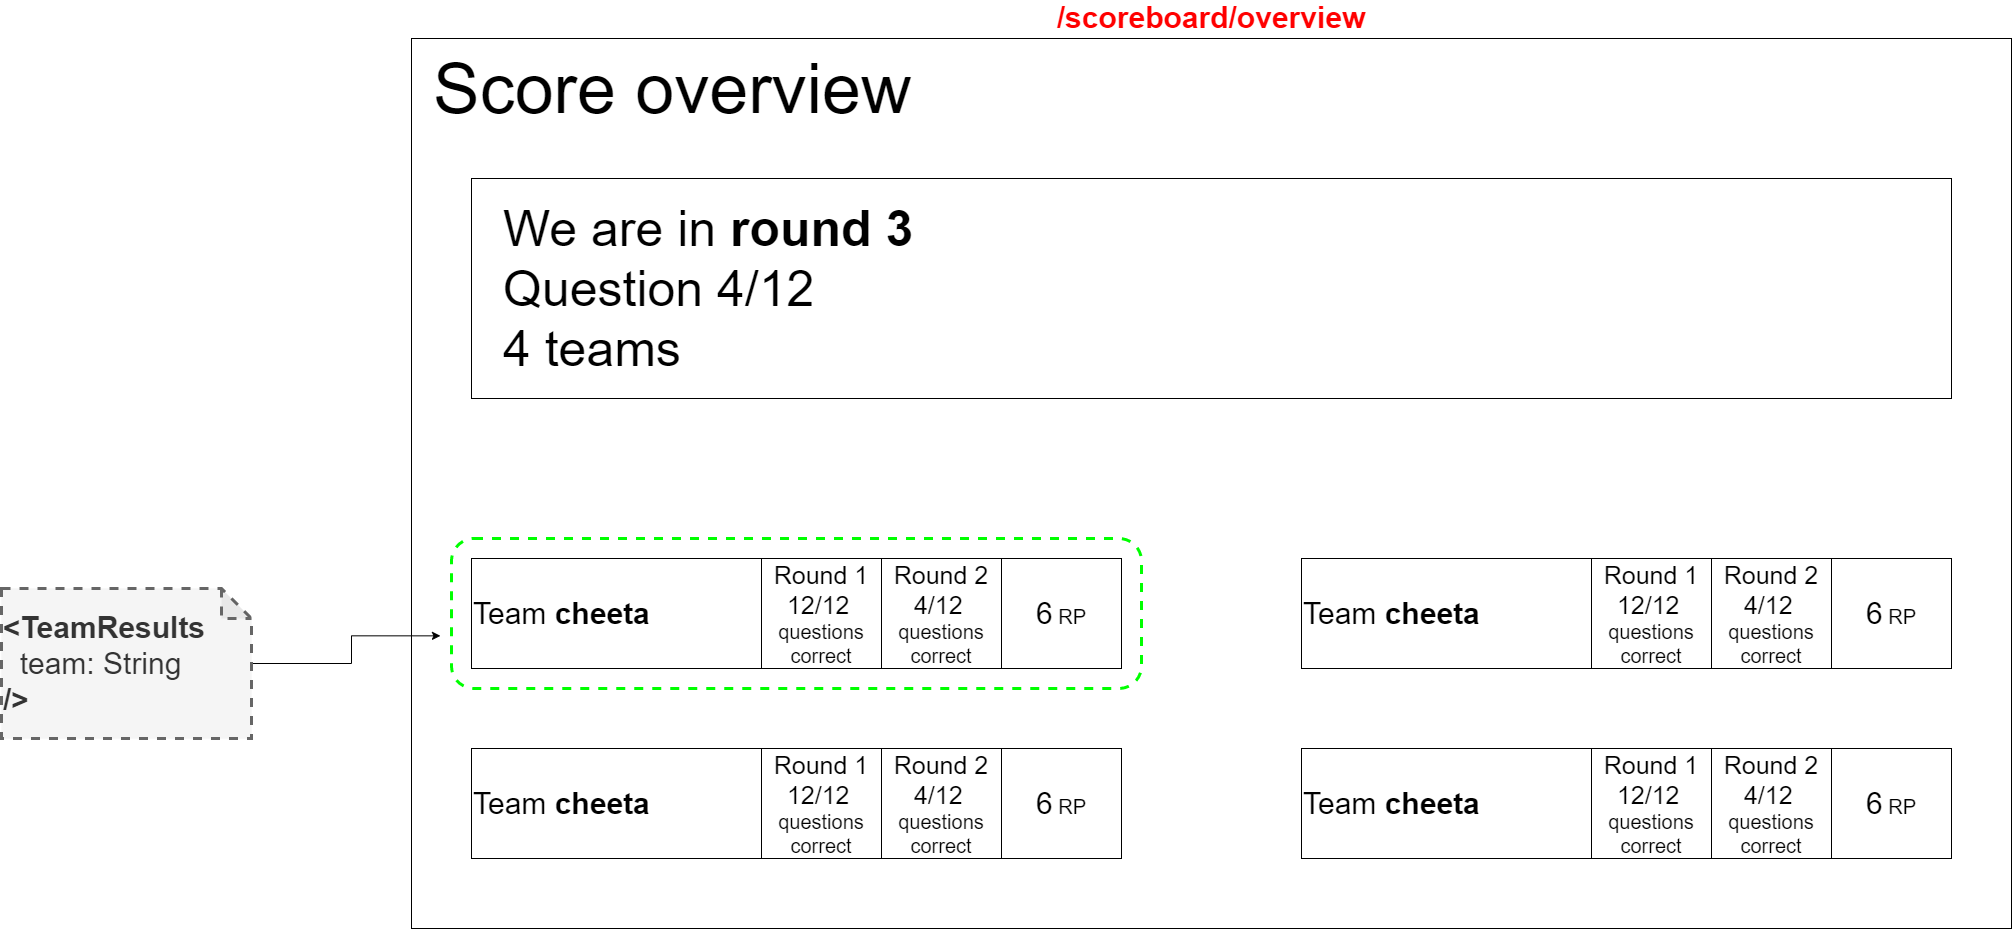 /scoreboard/overview
Score overview
We are in round 3
Question 4/12
4 teams
<TeamResults
team: String
/>
Team cheeta
Round 1
12/12
questions
correct
Round 2
4/12
questions
correct
6 RP
Team cheeta
Round 1
12/12
questions
correct
Round 2
4/12
questions
correct
6 RP
Team cheeta
Round 1
12/12
questions
correct
Round 2
4/12
questions
correct
6 RP
Team cheeta
Round 1
12/12
questions
correct
Round 2
4/12
questions
correct
6 RP